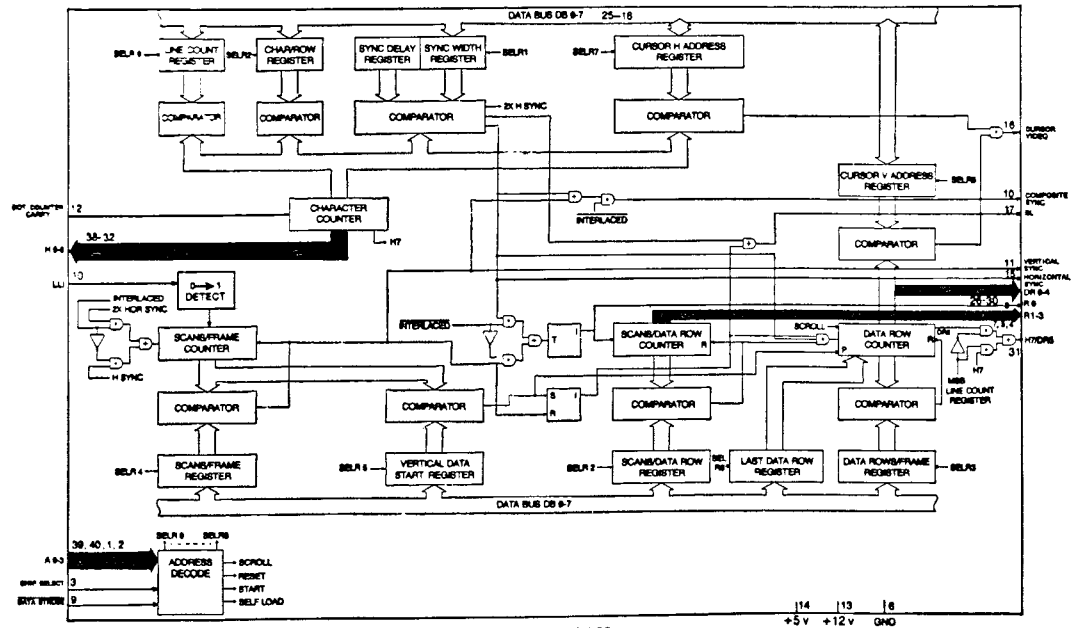 DATA BUS DB 0-7 25–18
SELR 0
LINE COUNT REGISTER
SELR2
CHAR/ROW REGISTER
SYNC DELAY REGISTER
SYNC WIDTH REGISTER
SELR1
SELR7
CURSOR H ADDRESS REGISTER
COMPARATOR
COMPARATOR
COMPARATOR
2X H SYNC
COMPARATOR
16
CURSOR VIDEO
CURSOR V ADDRESS REGISTER
SELR8
DOT COUNTER CARRY
12
CHARACTER COUNTER
H7
INTERLACED
10
COMPOSITE SYNC
17
BL
38-32
COMPARATOR
11
VERTICAL SYNC
15
HORIZONTAL SYNC
DR 0-4
26-30
10
LLI
0→1 DETECT
R 0
R1-3
INTERLACED
2X HOR SYNC
SCANS/FRAME COUNTER
H SYNC
INTERLACED
T
SCANS/DATA ROW COUNTER
R
SCROLL
P
DATA ROW COUNTER
H7/DR5
31
H7
MSB LINE COUNT REGISTER
COMPARATOR
COMPARATOR
S
R
COMPARATOR
COMPARATOR
SELR 4
SCANS/FRAME REGISTER
SELR 5
VERTICAL DATA START REGISTER
SELR 2
SCANS/DATA ROW REGISTER
SEL R6
LAST DATA ROW REGISTER
DATA ROWS/FRAME REGISTER
SELR3
DATA BUS DB 0-7
SELR 0
A 0-3
39, 40, 1, 2
ADDRESS DECODE
SCROLL
RESET
START
SELF LOAD
CHIP SELECT
3
DATA STROBE
9
14
+5 V
13
+12 V
6
GND